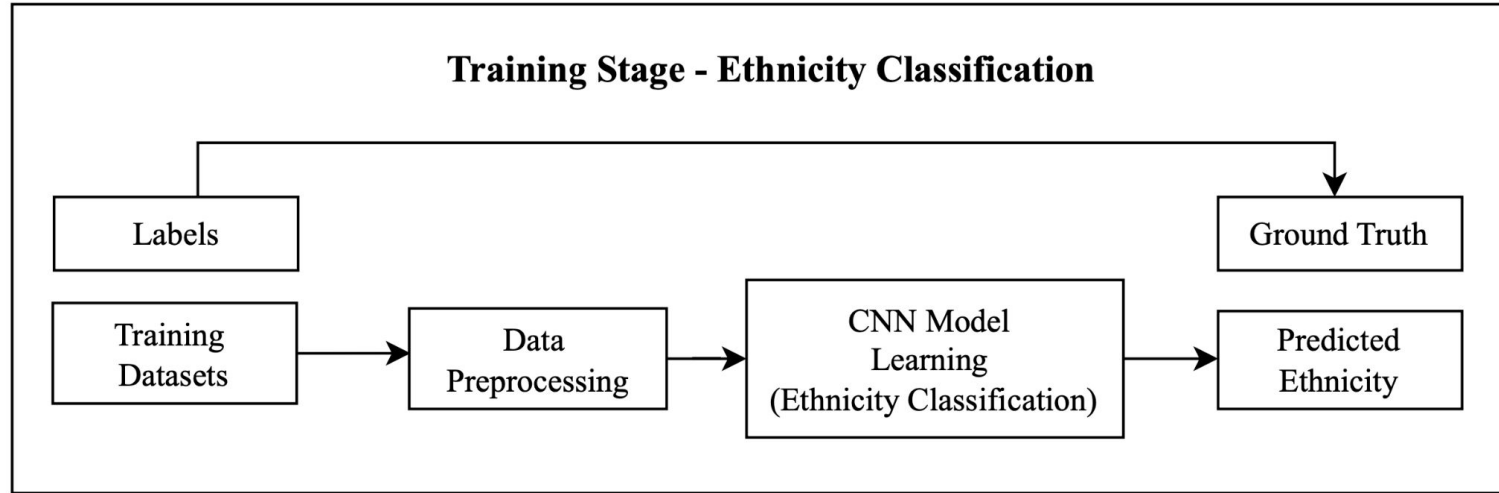 Training Stage - Ethnicity Classification
Labels
Ground Truth
Training
Datasets
Data
Preprocessing
CNN Model
Learning
(Ethnicity Classification)
Predicted
Ethnicity